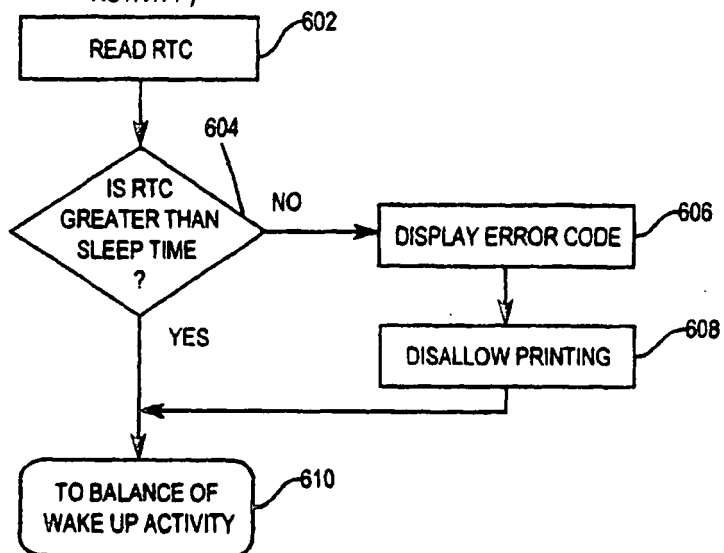 602
READ RTC
604
IS RTC
GREATER THAN
SLEEP TIME
?
NO
DISPLAY ERROR CODE
606
YES
DISALLOW PRINTING
608
TO BALANCE OF
WAKE UP ACTIVITY
610